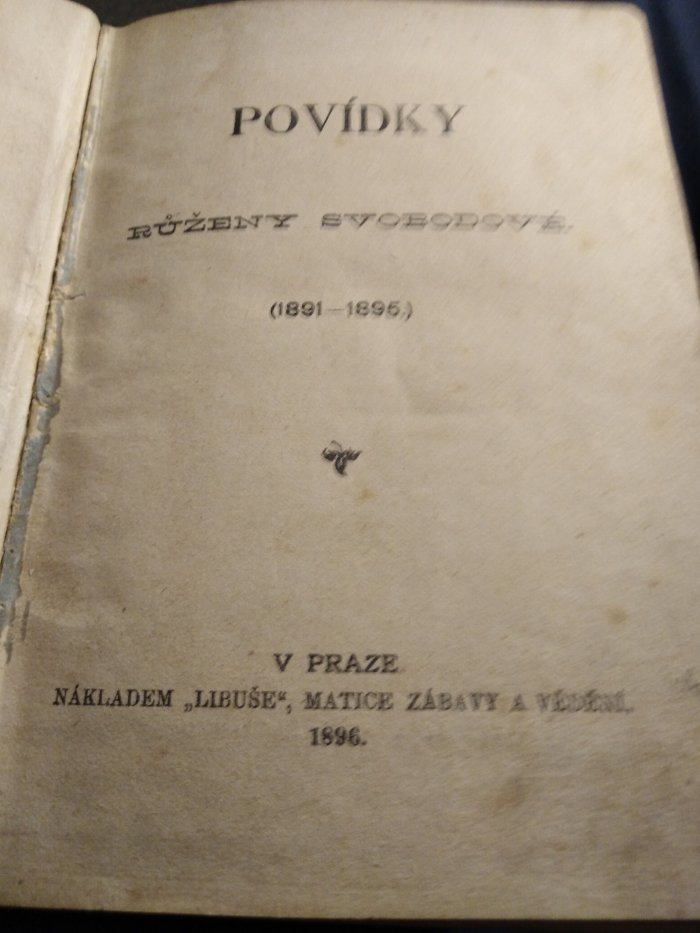 POVÍDKY
RŮŽENY SVOBODOVÉ.
(1891—1895.)
V PRAZE
NÁKLADEM „LIBUŠE“, MATICE ZÁBAVY A VĚDĚNÍ.
1896.